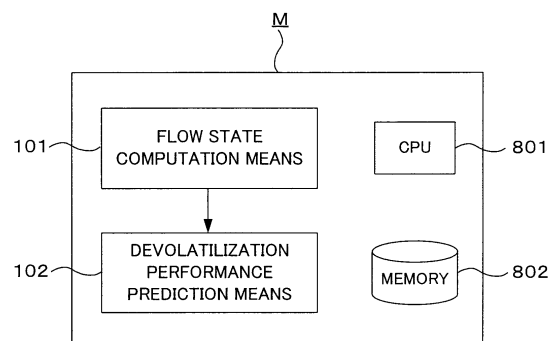 M
101
FLOW STATE
COMPUTATION MEANS
CPU
801
102
DEVOLATILIZATION
PERFORMANCE
PREDICTION MEANS
MEMORY
802